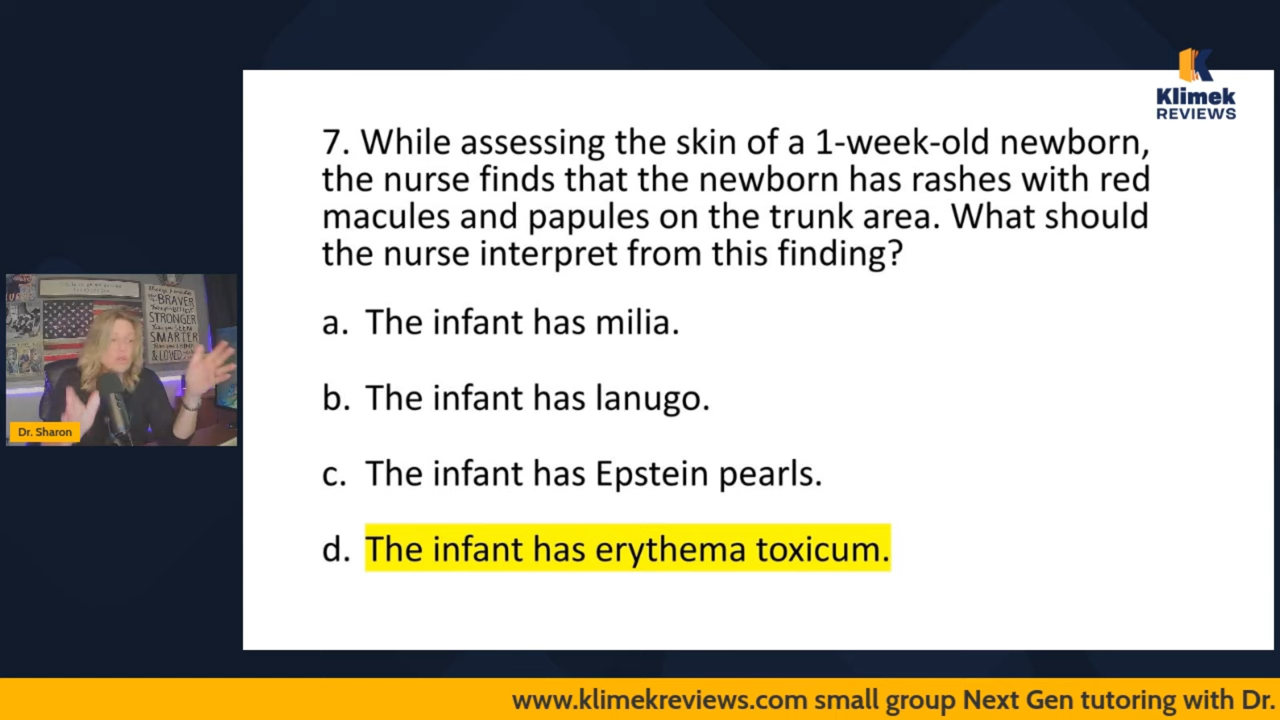 Klimek
REVIEWS
7. While assessing the skin of a 1-week-old newborn,
the nurse finds that the newborn has rashes with red
macules and papules on the trunk area. What should
the nurse interpret from this finding?
a. The infant has milia.
b. The infant has lanugo.
c. The infant has Epstein pearls.
d. The infant has erythema toxicum.
BRAVER
STRONGER
SMARTER
& LOVED
Dr. Sharon
www.klimekreviews.com small group Next Gen tutoring with Dr.